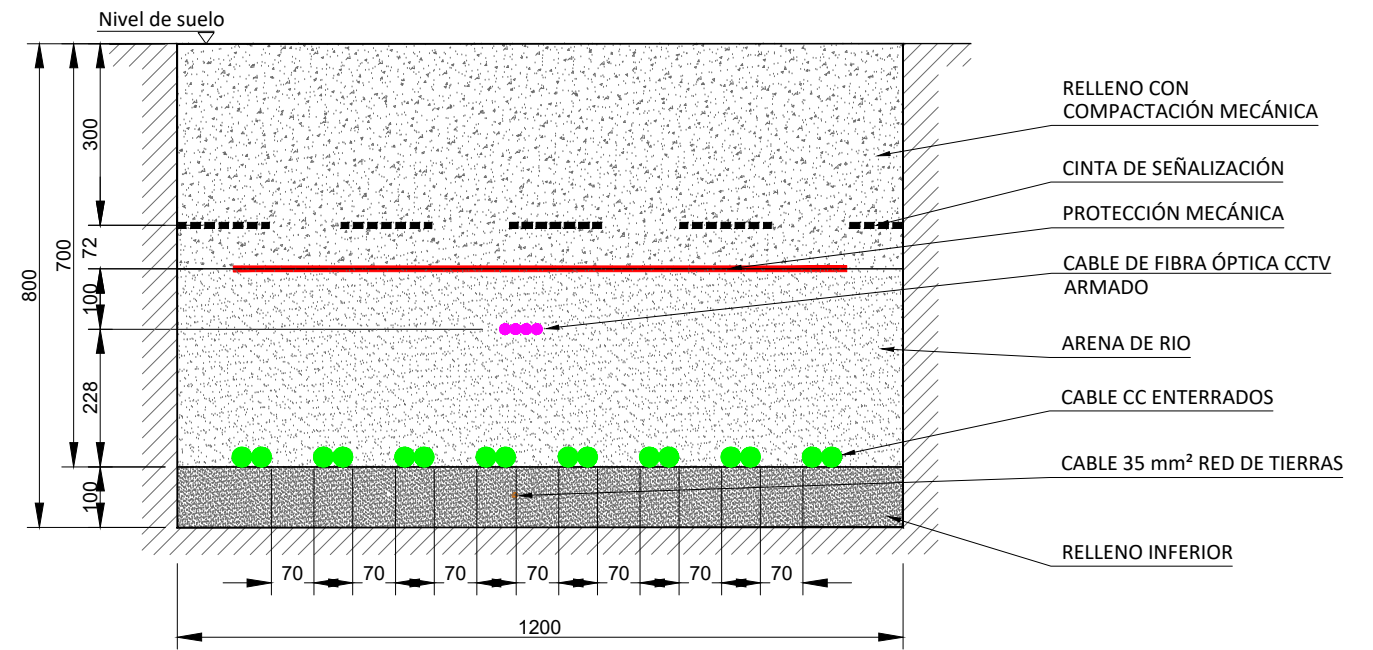 Nivel de suelo
RELLENO CON
COMPACTACIÓN MECÁNICA
CINTA DE SEÑALIZACIÓN
PROTECCIÓN MECÁNICA
CABLE DE FIBRA ÓPTICA CCTV
ARMADO
ARENA DE RIO
CABLE CC ENTERRADOS
CABLE 35 mm² RED DE TIERRAS
RELLENO INFERIOR
800
700
300
72
100
228
100
70 70 70 70 70 70 70
1200